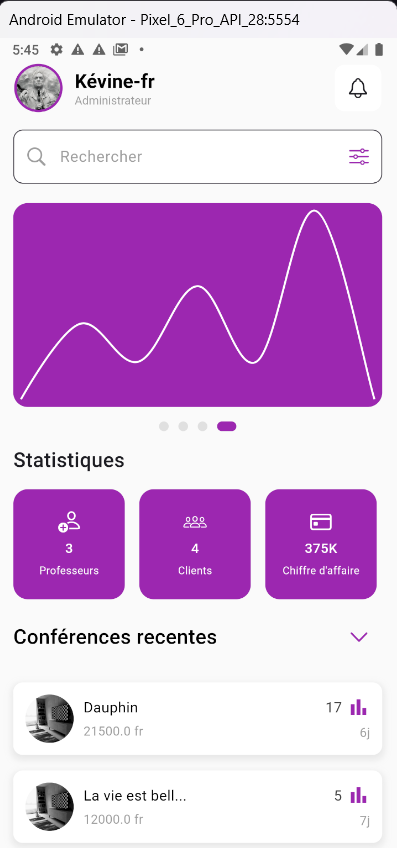 Android Emulator - Pixel_6_Pro_API_28:5554
5:45
Kévine-fr
Administrateur
Rechercher
Statistiques
3 4 375K
Professeurs Clients Chiffre d'affaire
Conférences recentes
Dauphin 17
21500.0 fr 6j
La vie est bell... 5
12000.0 fr 7j